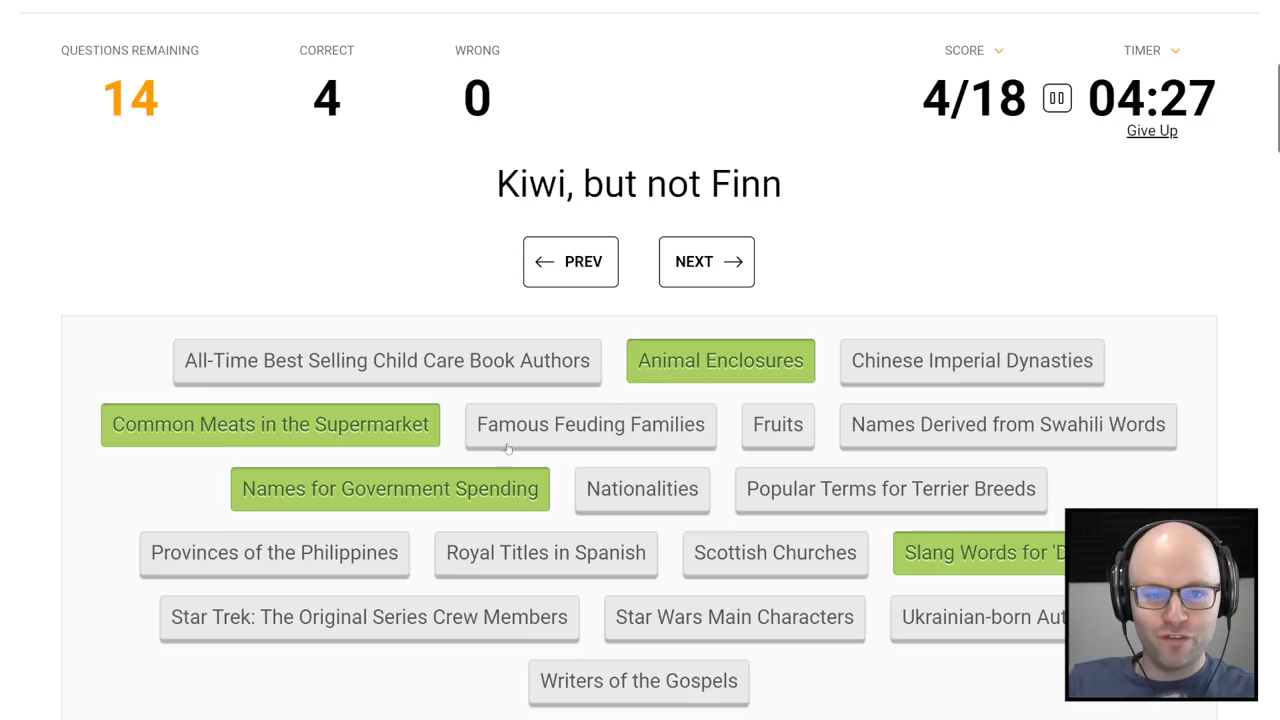 QUESTIONS REMAINING CORRECT WRONG SCORE TIMER
14 4 0 4/18 04:27
Give Up
Kiwi, but not Finn
← PREV NEXT →
All-Time Best Selling Child Care Book Authors Animal Enclosures Chinese Imperial Dynasties
Common Meats in the Supermarket Famous Feuding Families Fruits Names Derived from Swahili Words
Names for Government Spending Nationalities Popular Terms for Terrier Breeds
Provinces of the Philippines Royal Titles in Spanish Scottish Churches Slang Words for 'D
Star Trek: The Original Series Crew Members Star Wars Main Characters Ukrainian-born Aut
Writers of the Gospels